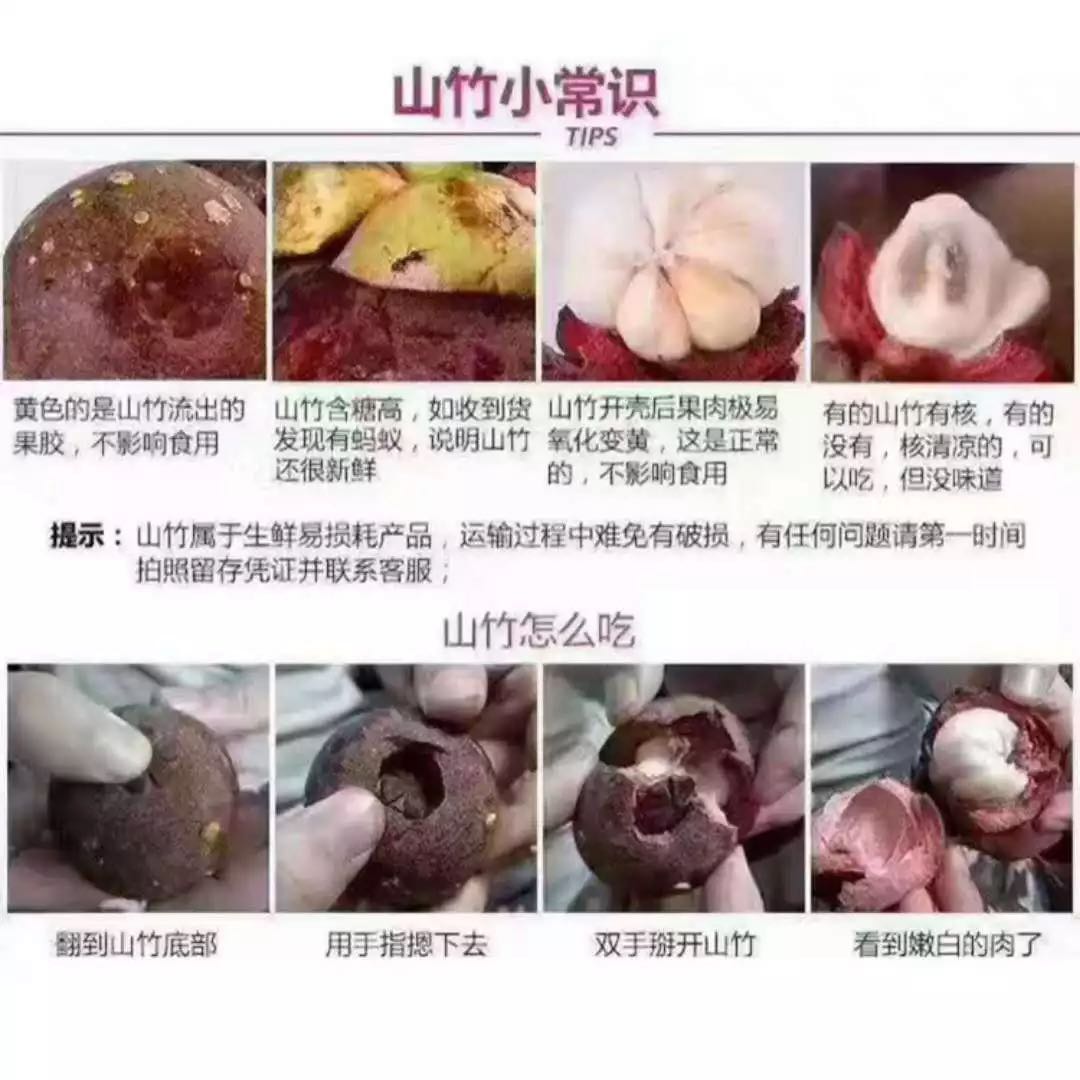 山竹小常识
TIPS
黄色的是山竹流出的
果胶，不影响食用
山竹含糖高，如收到货
发现有蚂蚁，说明山竹
还很新鲜
山竹开壳后果肉极易
氧化变黄，这是正常
的，不影响食用
有的山竹有核，有的
没有，核清凉的，可
以吃，但没味道
提示：山竹属于生鲜易损耗产品，运输过程中难免有破损，有任何问题请第一时间
拍照留存凭证并联系客服；
山竹怎么吃
翻到山竹底部
用手指摁下去
双手掰开山竹
看到嫩白的肉了